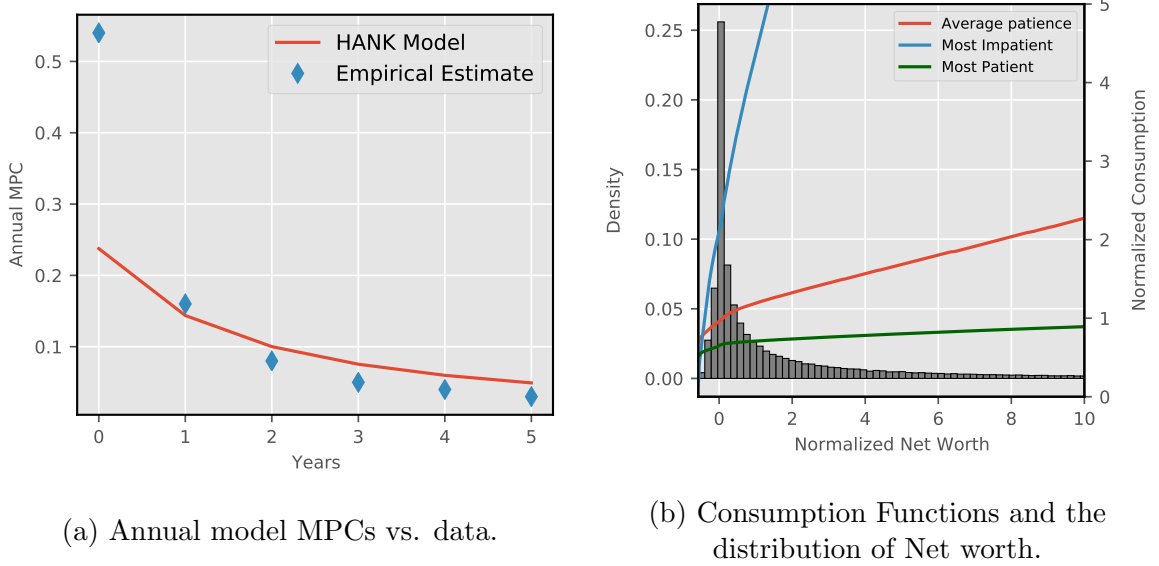 HANK Model
Empirical Estimate
0.5
0.4
0.3
0.2
0.1
Annual MPC
0
1
2
3
4
5
Years
(a) Annual model MPCs vs. data.
Average patience
Most Impatient
Most Patient
0.25
0.20
0.15
0.10
0.05
0.00
Density
5
4
3
2
1
0
Normalized Consumption
0
2
4
6
8
10
Normalized Net Worth
(b) Consumption Functions and the
distribution of Net worth.